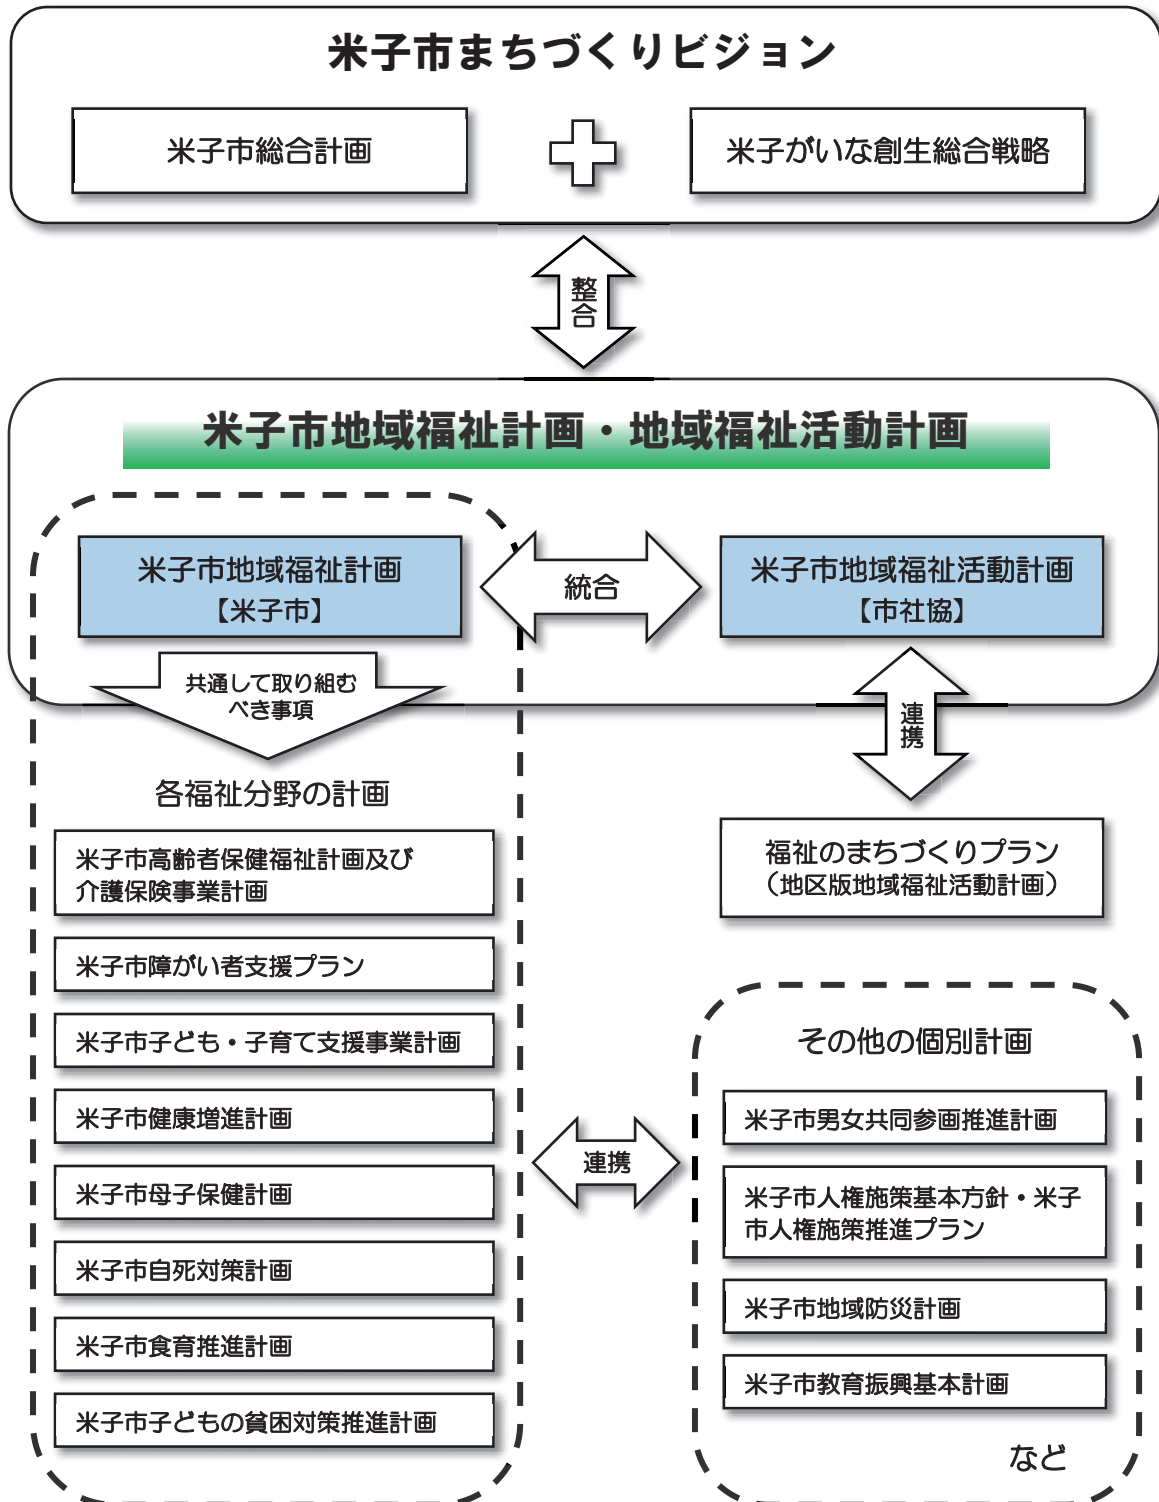 米子市まちづくりビジョン
米子市総合計画
米子がいな創生総合戦略
整合
米子市地域福祉計画・地域福祉活動計画
米子市地域福祉計画
【米子市】
統合
米子市地域福祉活動計画
【市社協】
共通して取り組む
べき事項
連携
各福祉分野の計画
米子市高齢者保健福祉計画及び
介護保険事業計画
米子市障がい者支援プラン
米子市子ども・子育て支援事業計画
米子市健康増進計画
米子市母子保健計画
米子市自死対策計画
米子市食育推進計画
米子市子どもの貧困対策推進計画
福祉のまちづくりプラン
（地区版地域福祉活動計画）
連携
その他の個別計画
米子市男女共同参画推進計画
米子市人権施策基本方針・米子
市人権施策推進プラン
米子市地域防災計画
米子市教育振興基本計画
など